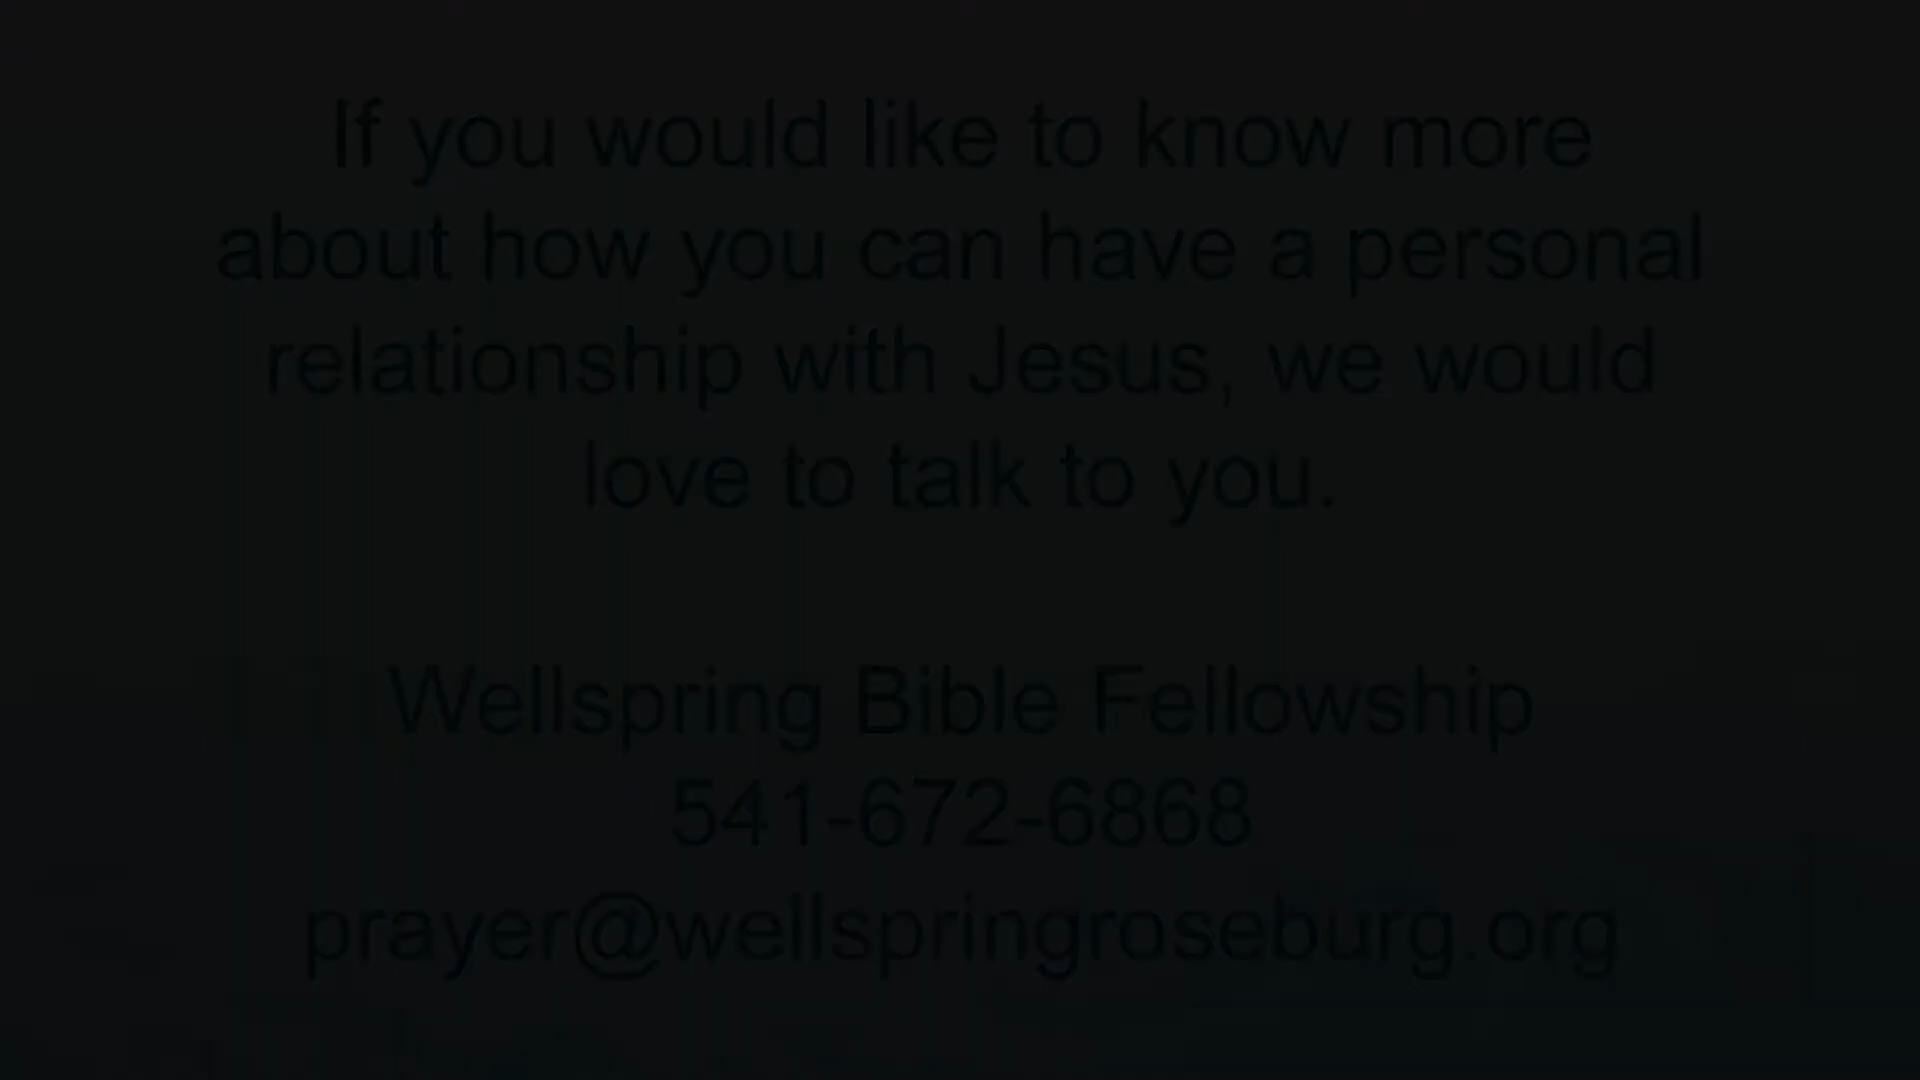 If you would like to know more
about how you can have a personal
relationship with Jesus, we would
love to talk to you.
Wellspring Bible Fellowship
541-672-6868
prayer@wellspringroseburg.org